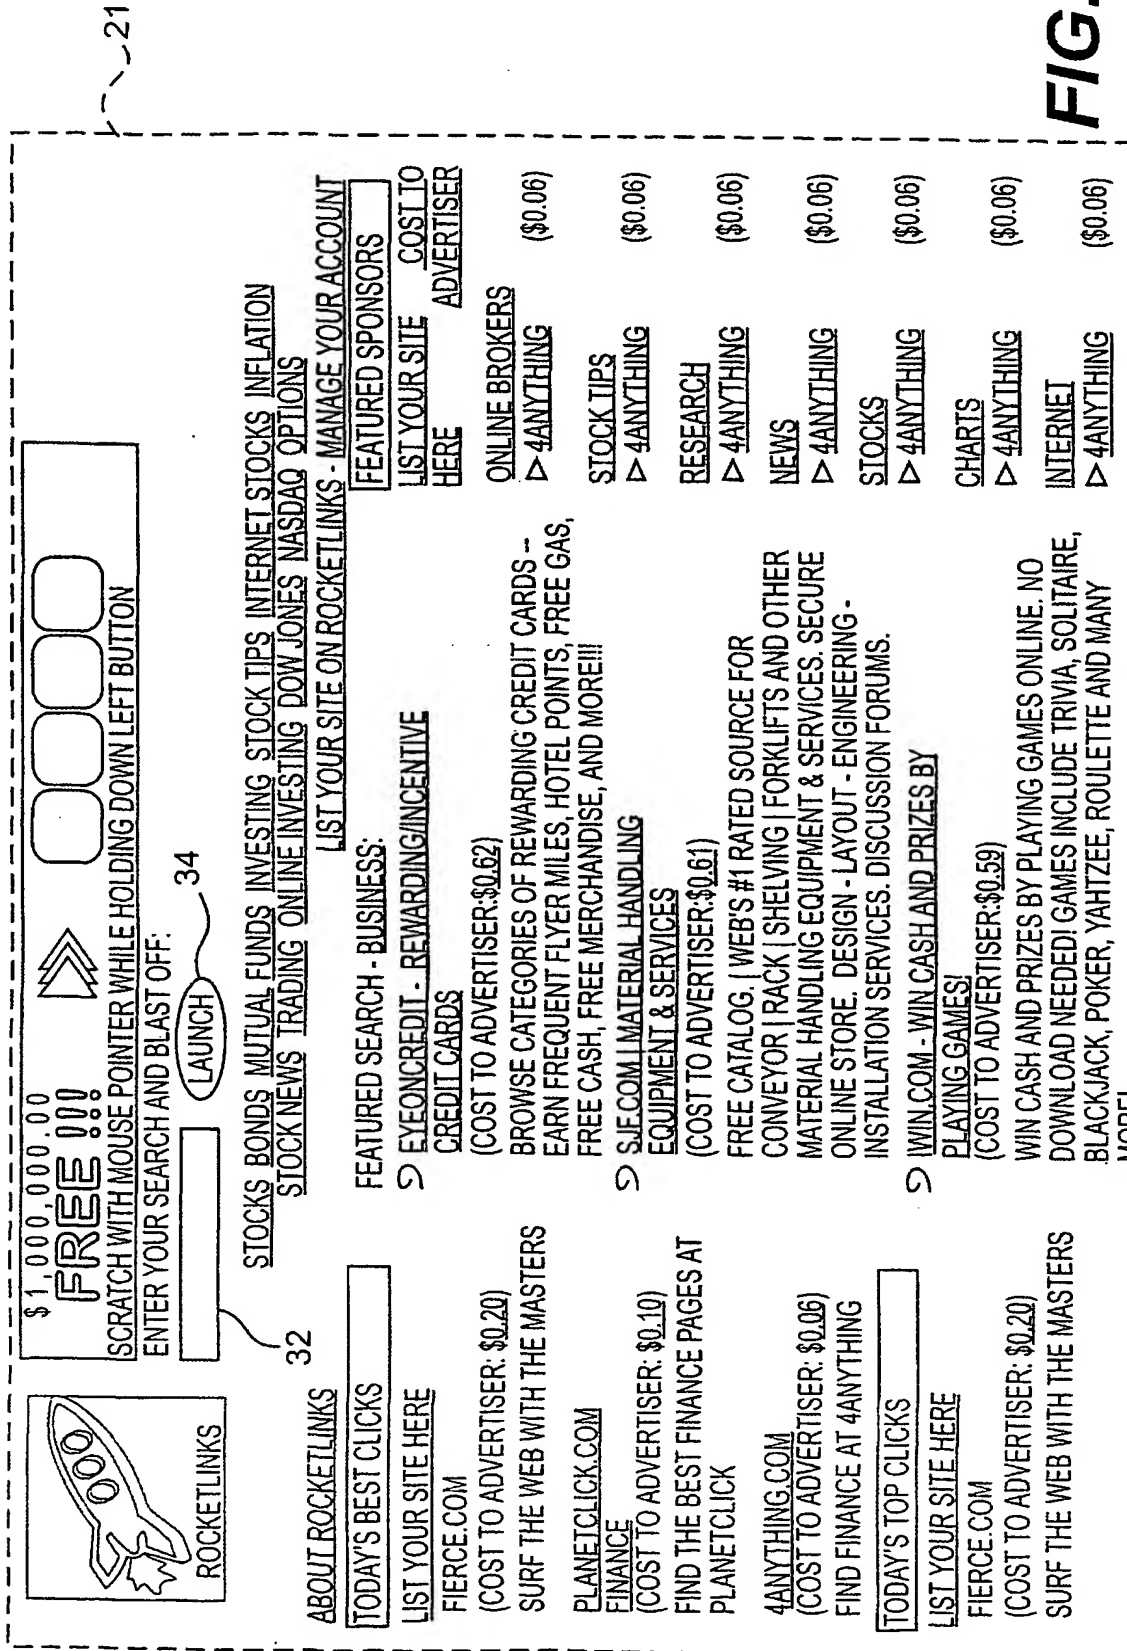 21
$1,000,000.00
FREE !!!
SCRATCH WITH MOUSE POINTER WHILE HOLDING DOWN LEFT BUTTON
ROCKETLINKS
ENTER YOUR SEARCH AND BLAST OFF:
LAUNCH
34
32
STOCKS BONDS MUTUAL FUNDS INVESTING STOCK TIPS INTERNET STOCKS INFLATION
STOCK NEWS TRADING ONLINE INVESTING DOW JONES NASDAQ OPTIONS
LIST YOUR SITE ON ROCKETLINKS - MANAGE YOUR ACCOUNT
ABOUT ROCKETLINKS
TODAY'S BEST CLICKS
LIST YOUR SITE HERE
FIERCE.COM
(COST TO ADVERTISER: $0.20)
SURF THE WEB WITH THE MASTERS
PLANETCLICK.COM
FINANCE
(COST TO ADVERTISER: $0.10)
FIND THE BEST FINANCE PAGES AT
PLANETCLICK
4ANYTHING.COM
(COST TO ADVERTISER: $0.06)
FIND FINANCE AT 4ANYTHING
TODAY'S TOP CLICKS
LIST YOUR SITE HERE
FIERCE.COM
(COST TO ADVERTISER: $0.20)
SURF THE WEB WITH THE MASTERS
FEATURED SEARCH - BUSINESS:
EYEONCREDIT - REWARDING/INCENTIVE
CREDIT CARDS
(COST TO ADVERTISER:$0.62)
BROWSE CATEGORIES OF REWARDING CREDIT CARDS --
EARN FREQUENT FLYER MILES, HOTEL POINTS, FREE GAS,
FREE CASH, FREE MERCHANDISE, AND MORE!!!
SJF.COM | MATERIAL HANDLING
EQUIPMENT & SERVICES
(COST TO ADVERTISER:$0.61)
FREE CATALOG. | WEB'S #1 RATED SOURCE FOR
CONVEYOR | RACK | SHELVING | FORKLIFTS AND OTHER
MATERIAL HANDLING EQUIPMENT & SERVICES. SECURE
ONLINE STORE. DESIGN - LAYOUT - ENGINEERING -
INSTALLATION SERVICES. DISCUSSION FORUMS.
IWIN.COM - WIN CASH AND PRIZES BY
PLAYING GAMES!
(COST TO ADVERTISER:$0.59)
WIN CASH AND PRIZES BY PLAYING GAMES ONLINE. NO
DOWNLOAD NEEDED! GAMES INCLUDE TRIVIA, SOLITAIRE,
BLACKJACK, POKER, YAHTZEE, ROULETTE AND MANY
FEATURED SPONSORS
LIST YOUR SITE COST TO
HERE ADVERTISER
ONLINE BROKERS
▷ 4ANYTHING ($0.06)
STOCK TIPS
▷ 4ANYTHING ($0.06)
RESEARCH
▷ 4ANYTHING ($0.06)
NEWS
▷ 4ANYTHING ($0.06)
STOCKS
▷ 4ANYTHING ($0.06)
CHARTS
▷ 4ANYTHING ($0.06)
INTERNET
▷ 4ANYTHING ($0.06)
FIG.